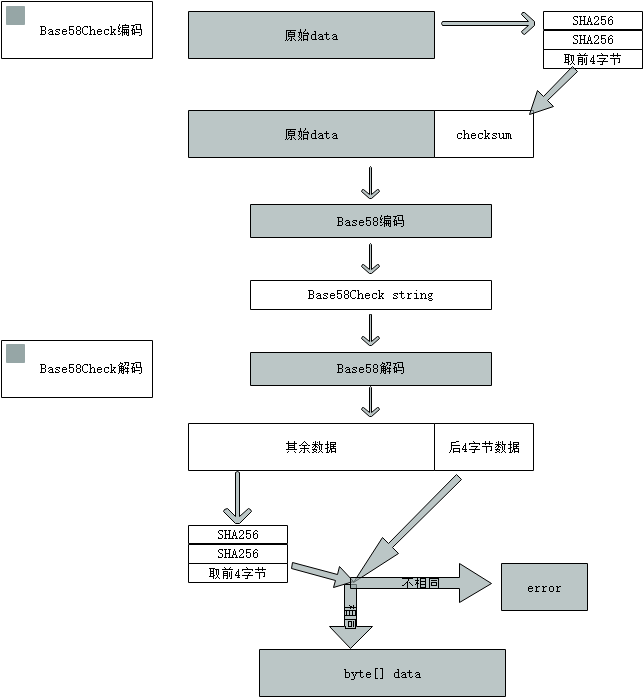 Base58Check编码
原始data
SHA256
SHA256
取前4字节
原始data
checksum
Base58编码
Base58Check string
Base58Check解码
Base58解码
其余数据
后4字节数据
SHA256
SHA256
取前4字节
不相同
error
相同
byte[] data